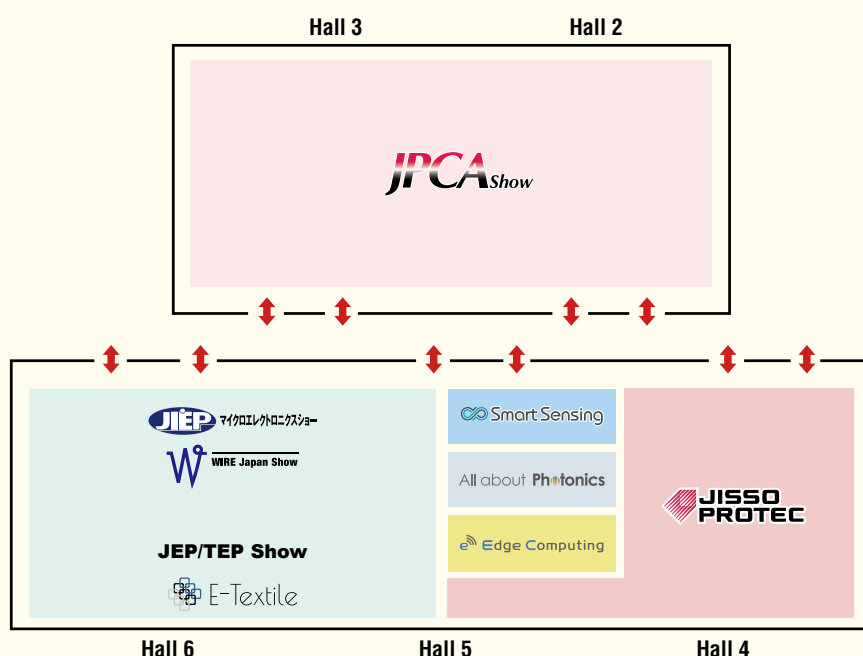 Hall 3 Hall 2
JPCA Show
JIEP マイクロエレクトロニクスショー
WIRE Japan Show
JEP/TEP Show
E-Textile
Smart Sensing
All about Photonics
e Edge Computing
JISSO
PROTEC
Hall 6 Hall 5 Hall 4